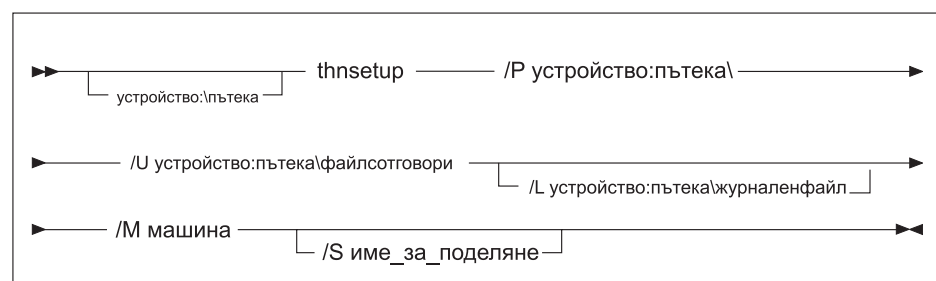 thnsetup /P устройство:пътека\
устройство:\пътека
/U устройство:пътека\файлсотговори
/L устройство:пътека\журналенфайл
/M машина
/S име_за_поделяне